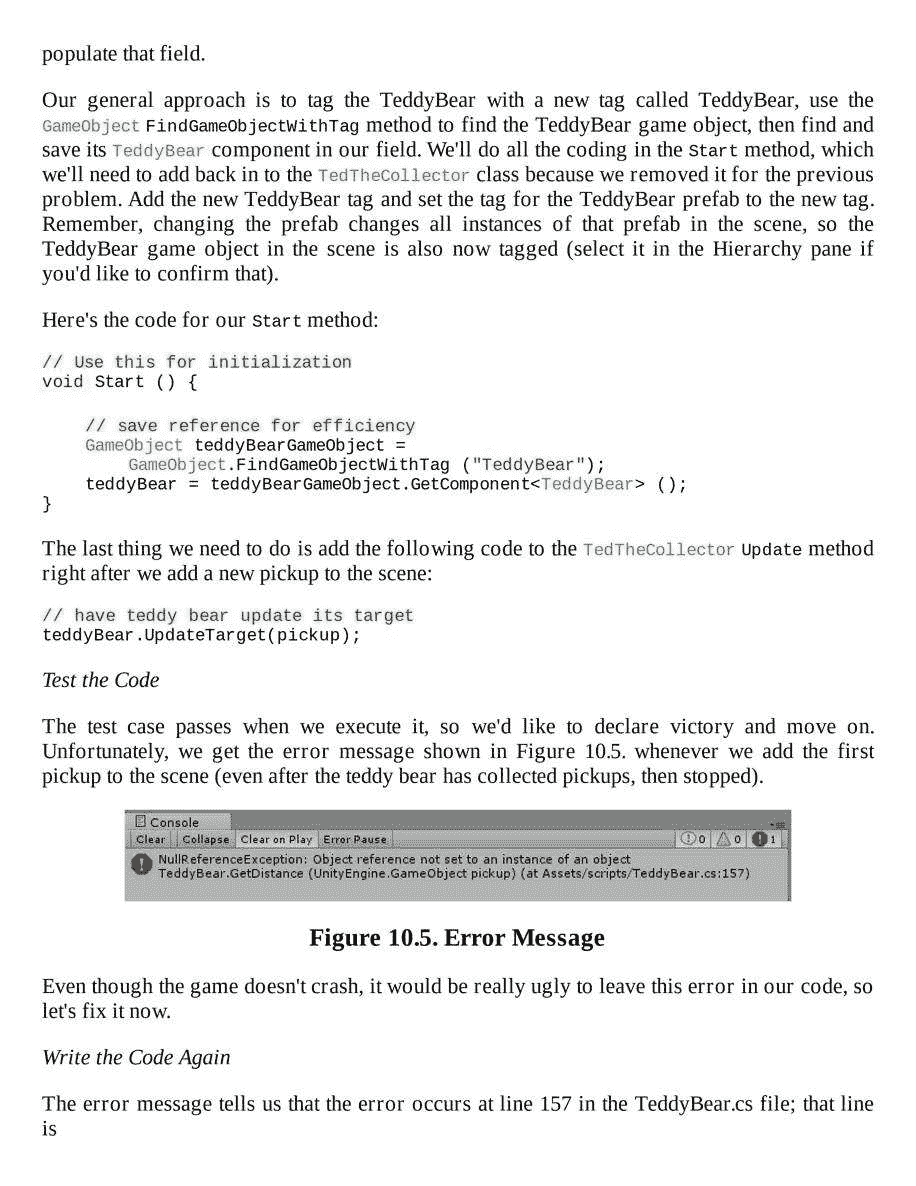 populate that field.
Our general approach is to tag the TeddyBear with a new tag called TeddyBear, use the
GameObject FindGameObjectWithTag method to find the TeddyBear game object, then find and
save its TeddyBear component in our field. We'll do all the coding in the Start method, which
we'll need to add back in to the TedTheCollector class because we removed it for the previous
problem. Add the new TeddyBear tag and set the tag for the TeddyBear prefab to the new tag.
Remember, changing the prefab changes all instances of that prefab in the scene, so the
TeddyBear game object in the scene is also now tagged (select it in the Hierarchy pane if
you'd like to confirm that).
Here's the code for our Start method:
// Use this for initialization
void Start () {
// save reference for efficiency
GameObject teddyBearGameObject =
GameObject.FindGameObjectWithTag ("TeddyBear");
teddyBear = teddyBearGameObject.GetComponent<TeddyBear> ();
}
The last thing we need to do is add the following code to the TedTheCollector Update method
right after we add a new pickup to the scene:
// have teddy bear update its target
teddyBear.UpdateTarget(pickup);
Test the Code
The test case passes when we execute it, so we'd like to declare victory and move on.
Unfortunately, we get the error message shown in Figure 10.5. whenever we add the first
pickup to the scene (even after the teddy bear has collected pickups, then stopped).
Console
Clear Collapse Clear on Play Error Pause 0 0 1
NullReferenceException: Object reference not set to an instance of an object
TeddyBear.GetDistance (UnityEngine.GameObject pickup) (at Assets/scripts/TeddyBear.cs:157)
Figure 10.5. Error Message
Even though the game doesn't crash, it would be really ugly to leave this error in our code, so
let's fix it now.
Write the Code Again
The error message tells us that the error occurs at line 157 in the TeddyBear.cs file; that line
is